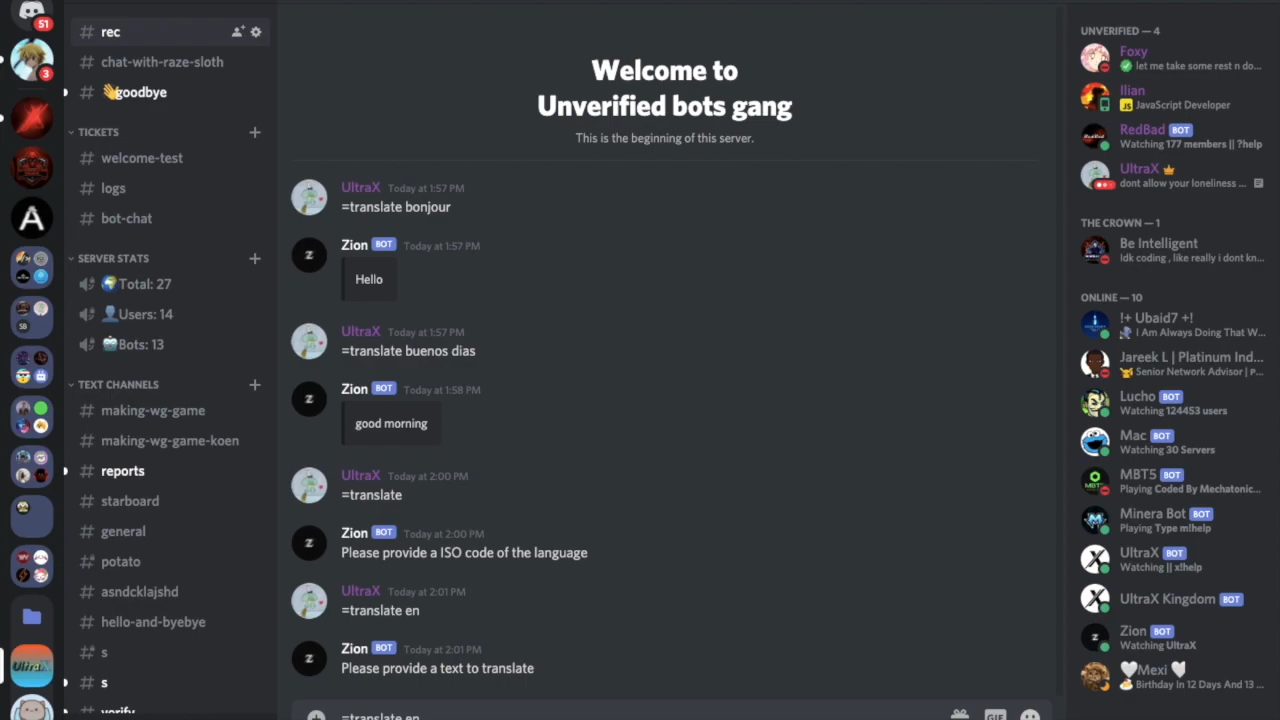 51
3
A
SB
UltraX
rec
chat-with-raze-sloth
👋goodbye
TICKETS
welcome-test
logs
bot-chat
SERVER STATS
🌍Total: 27
👤Users: 14
🤖Bots: 13
TEXT CHANNELS
making-wg-game
making-wg-game-koen
reports
starboard
general
potato
asndcklajshd
hello-and-byebye
s
s
verify
Welcome to
Unverified bots gang
This is the beginning of this server.
UltraX Today at 1:57 PM
=translate bonjour
Zion BOT Today at 1:57 PM
Hello
UltraX Today at 1:57 PM
=translate buenos dias
Zion BOT Today at 1:58 PM
good morning
UltraX Today at 2:00 PM
=translate
Zion BOT Today at 2:00 PM
Please provide a ISO code of the language
UltraX Today at 2:01 PM
=translate en
Zion BOT Today at 2:01 PM
Please provide a text to translate
=translate en
GIF
UNVERIFIED — 4
Foxy
let me take some rest n do...
Ilian
JS JavaScript Developer
RedBad BOT
Watching 177 members || ?help
UltraX
dont allow your loneliness ...
THE CROWN — 1
Be Intelligent
Idk coding , like really i dont kn...
ONLINE — 10
!+ Ubaid7 +!
I Am Always Doing That W...
Jareek L | Platinum Ind...
Senior Network Advisor | P...
Lucho BOT
Watching 124453 users
Mac BOT
Watching 30 Servers
MBT5 BOT
Playing Coded By Mechatonic...
Minera Bot BOT
Playing Type m!help
UltraX BOT
Watching || x!help
UltraX Kingdom BOT
Zion BOT
Watching UltraX
🤍Mexi 🤍
Birthday In 12 Days And 13 ...